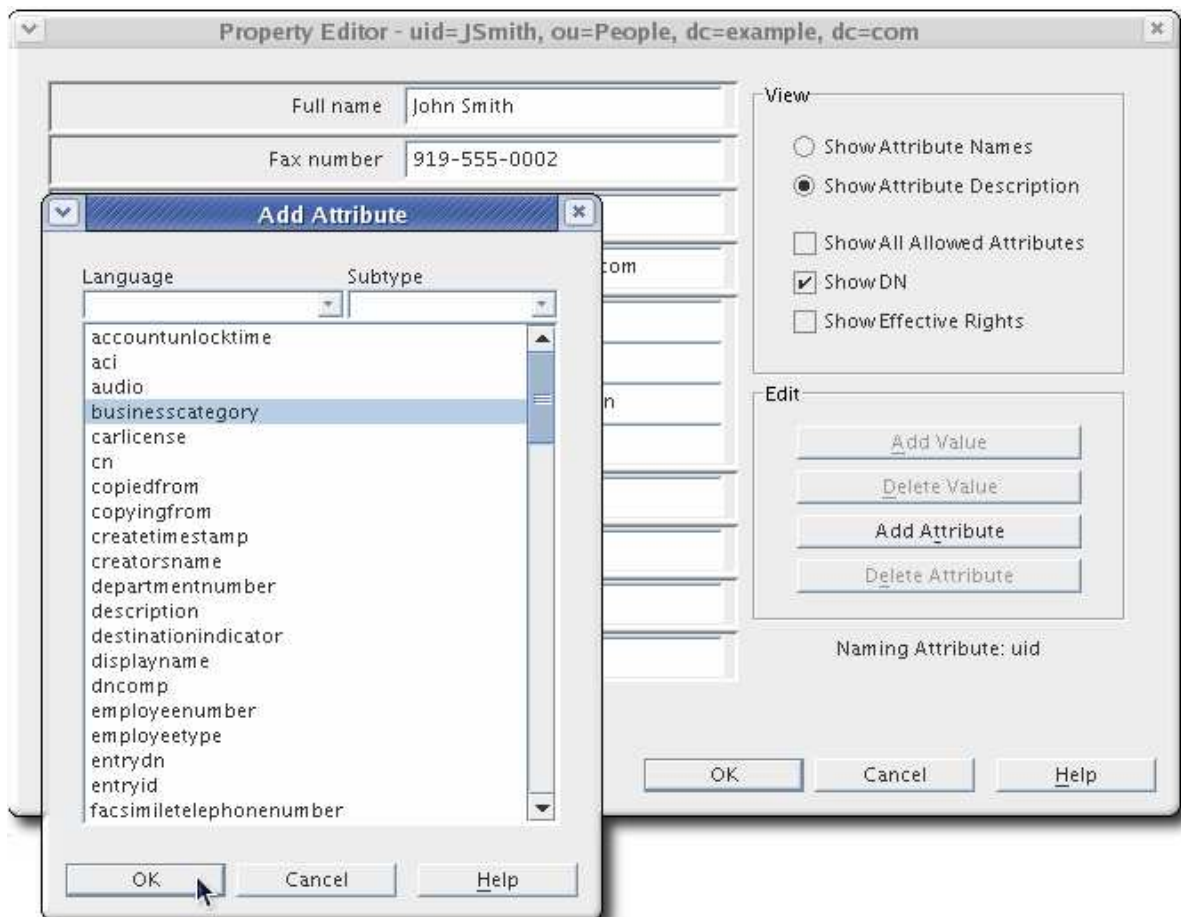 Property Editor - uid=JSmith, ou=People, dc=example, dc=com
Full name John Smith
Fax number 919-555-0002
com
n
View
Show Attribute Names
Show Attribute Description
Show All Allowed Attributes
Show DN
Show Effective Rights
Edit
Add Value
Delete Value
Add Attribute
Delete Attribute
Naming Attribute: uid
OK Cancel Help
Add Attribute
Language Subtype
accountunlocktime
aci
audio
businesscategory
carlicense
cn
copiedfrom
copyingfrom
createtimestamp
creatorsname
departmentnumber
description
destinationindicator
displayname
dncomp
employeenumber
employeetype
entrydn
entryid
facsimiletelephonenumber
OK Cancel Help